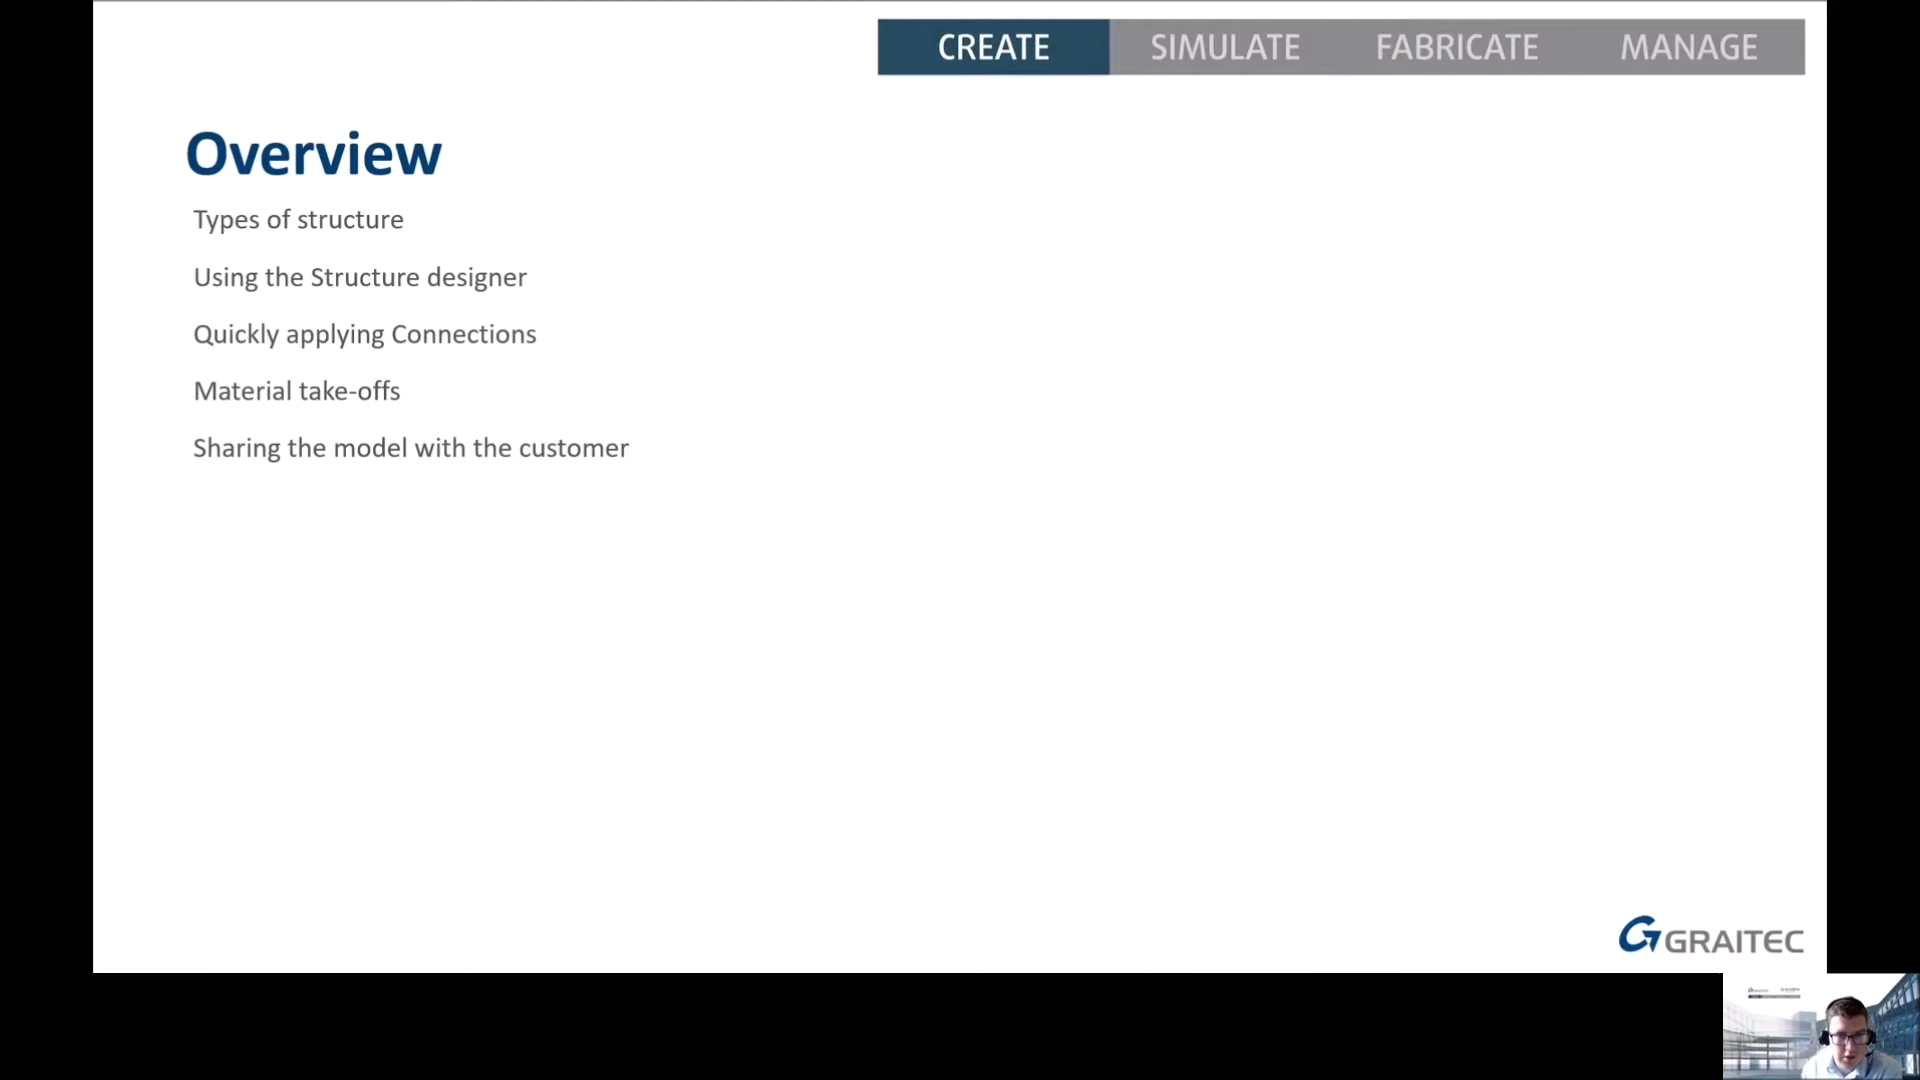 CREATE SIMULATE FABRICATE MANAGE
Overview
Types of structure
Using the Structure designer
Quickly applying Connections
Material take-offs
Sharing the model with the customer
GRAITEC